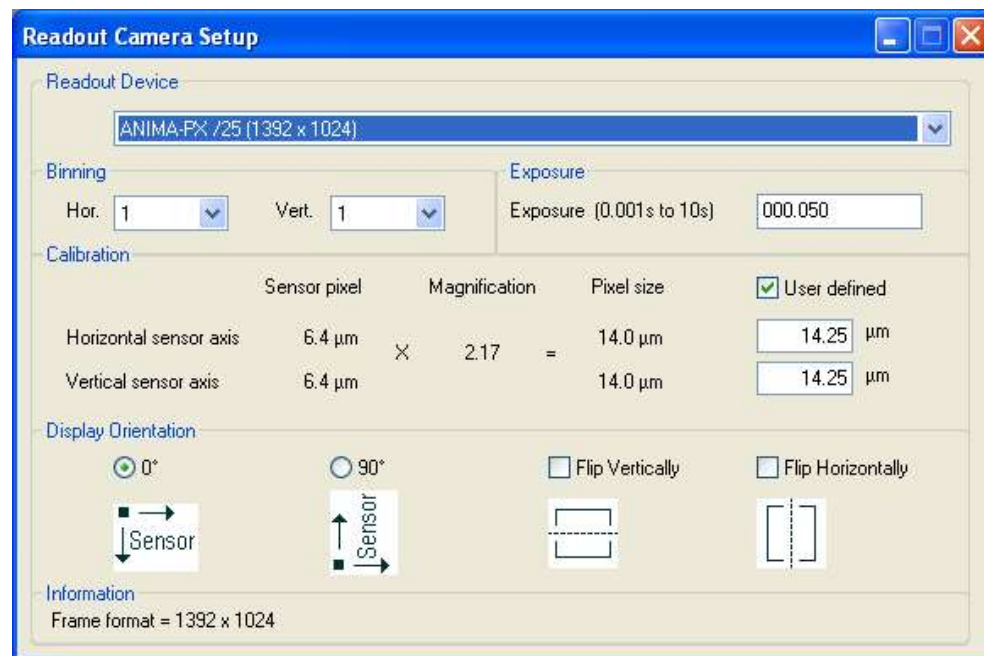 Readout Camera Setup
Readout Device
ANIMA-PX /25 (1392 x 1024)
Binning
Exposure
Hor. 1 Vert. 1 Exposure (0.001s to 10s) 000.050
Calibration
Sensor pixel Magnification Pixel size User defined
Horizontal sensor axis 6.4 µm X 2.17 = 14.0 µm 14.25 µm
Vertical sensor axis 6.4 µm 14.0 µm 14.25 µm
Display Orientation
0° 90° Flip Vertically Flip Horizontally
Sensor
Sensor
Information
Frame format = 1392 x 1024